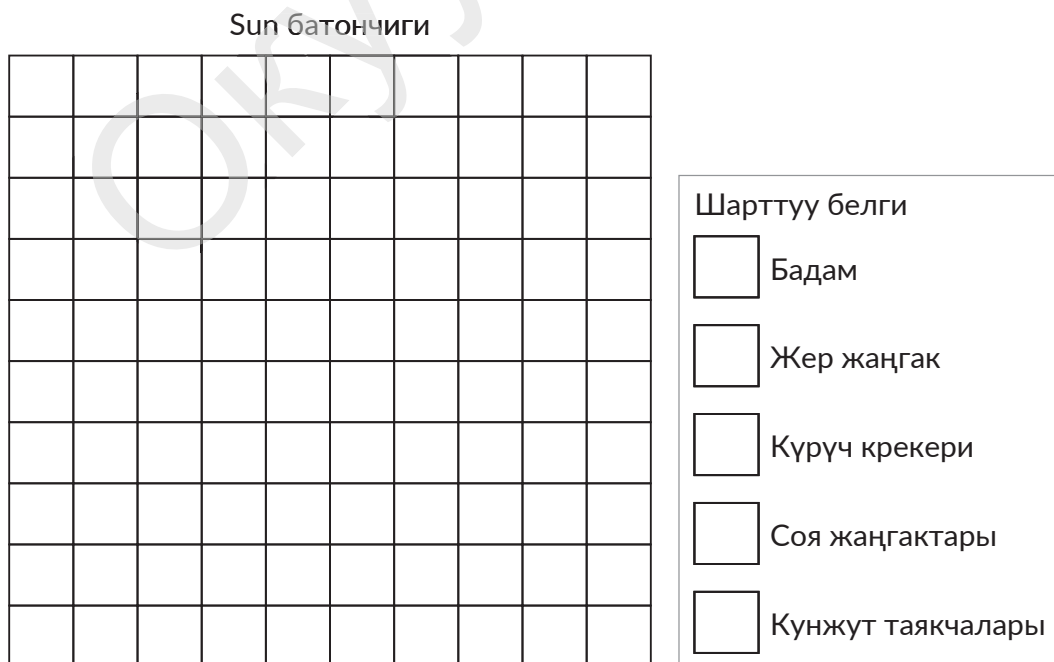 Sun батончиги
Шарттуу белги
Бадам
Жер жаңгак
Күрүч крекери
Соя жаңгактары
Кунжут таякчалары